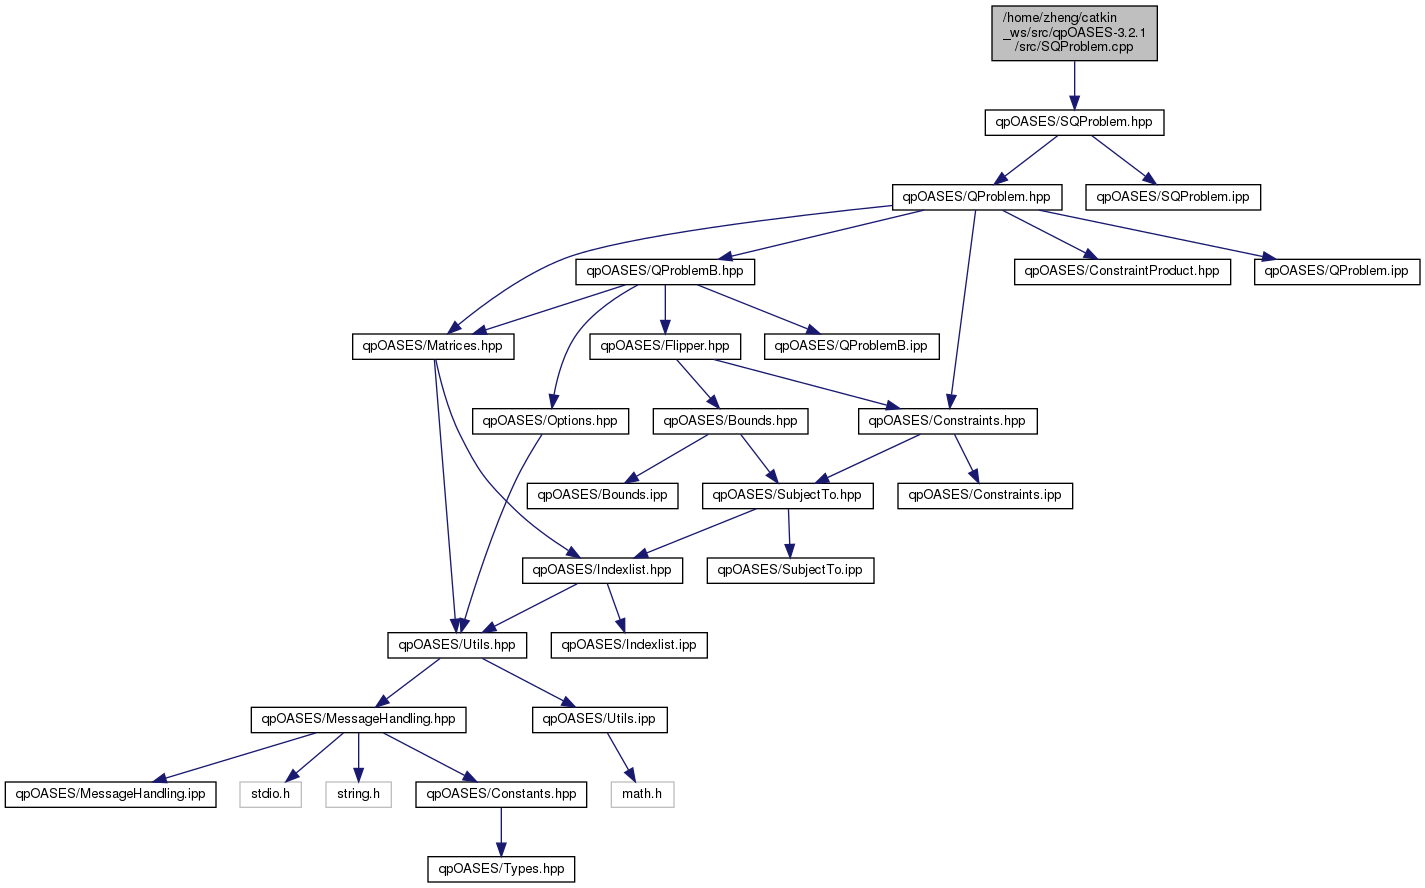 /home/zheng/catkin
_ws/src/qpOASES-3.2.1
/src/SQProblem.cpp
qpOASES/SQProblem.hpp
qpOASES/QProblem.hpp
qpOASES/SQProblem.ipp
qpOASES/QProblemB.hpp
qpOASES/ConstraintProduct.hpp
qpOASES/QProblem.ipp
qpOASES/Matrices.hpp
qpOASES/Flipper.hpp
qpOASES/QProblemB.ipp
qpOASES/Options.hpp
qpOASES/Bounds.hpp
qpOASES/Constraints.hpp
qpOASES/Bounds.ipp
qpOASES/SubjectTo.hpp
qpOASES/Constraints.ipp
qpOASES/Indexlist.hpp
qpOASES/SubjectTo.ipp
qpOASES/Utils.hpp
qpOASES/Indexlist.ipp
qpOASES/MessageHandling.hpp
qpOASES/Utils.ipp
qpOASES/MessageHandling.ipp
stdio.h
string.h
qpOASES/Constants.hpp
math.h
qpOASES/Types.hpp